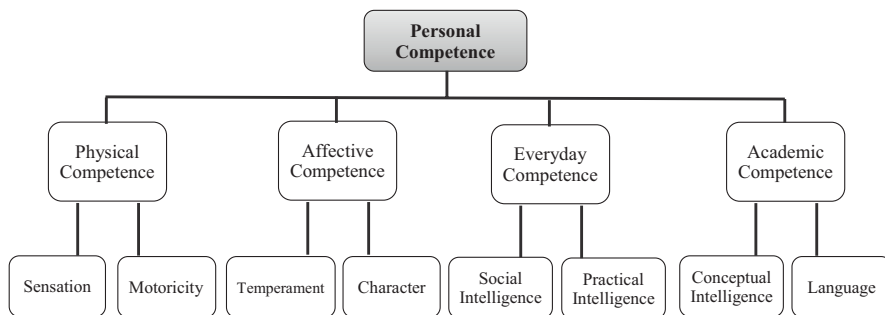 Personal
Competence
Physical
Competence
Affective
Competence
Everyday
Competence
Academic
Competence
Sensation
Motoricity
Temperament
Character
Social
Intelligence
Practical
Intelligence
Conceptual
Intelligence
Language